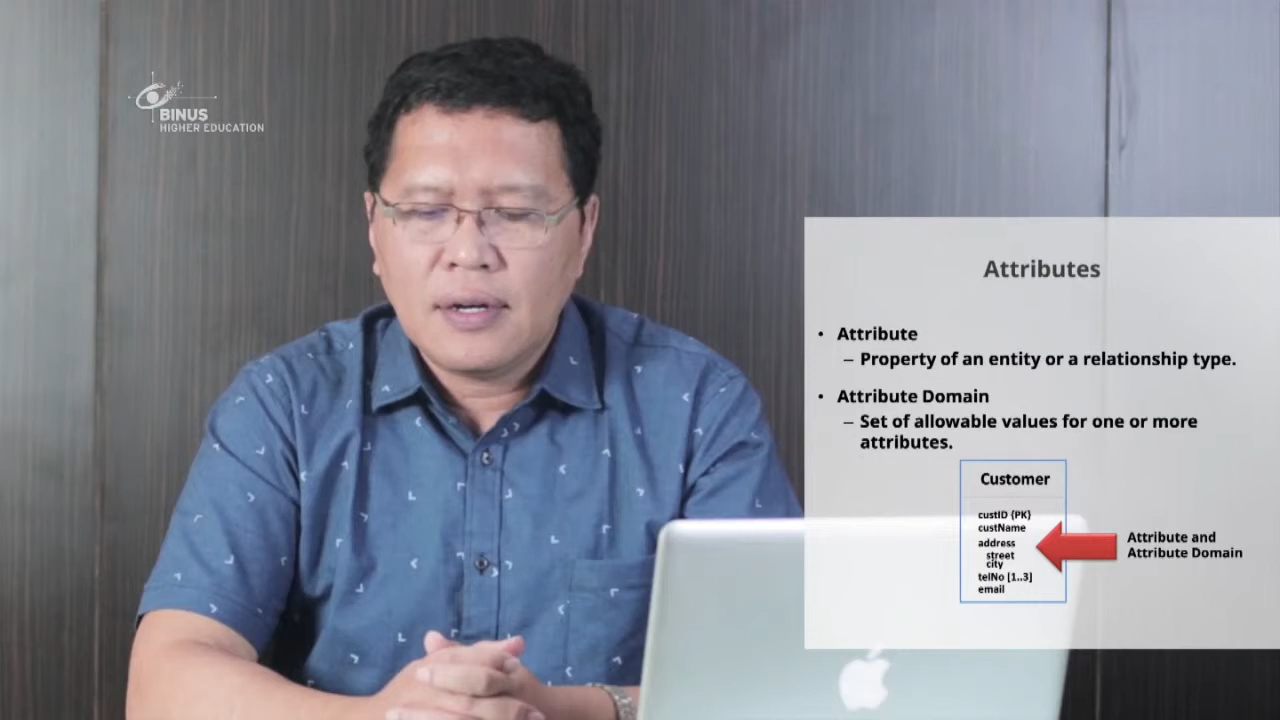 BINUS
HIGHER EDUCATION
Attributes
• Attribute
– Property of an entity or a relationship type.
• Attribute Domain
– Set of allowable values for one or more
attributes.
Customer
custID {PK}
custName
address
street
city
telNo [1..3]
email
Attribute and
Attribute Domain